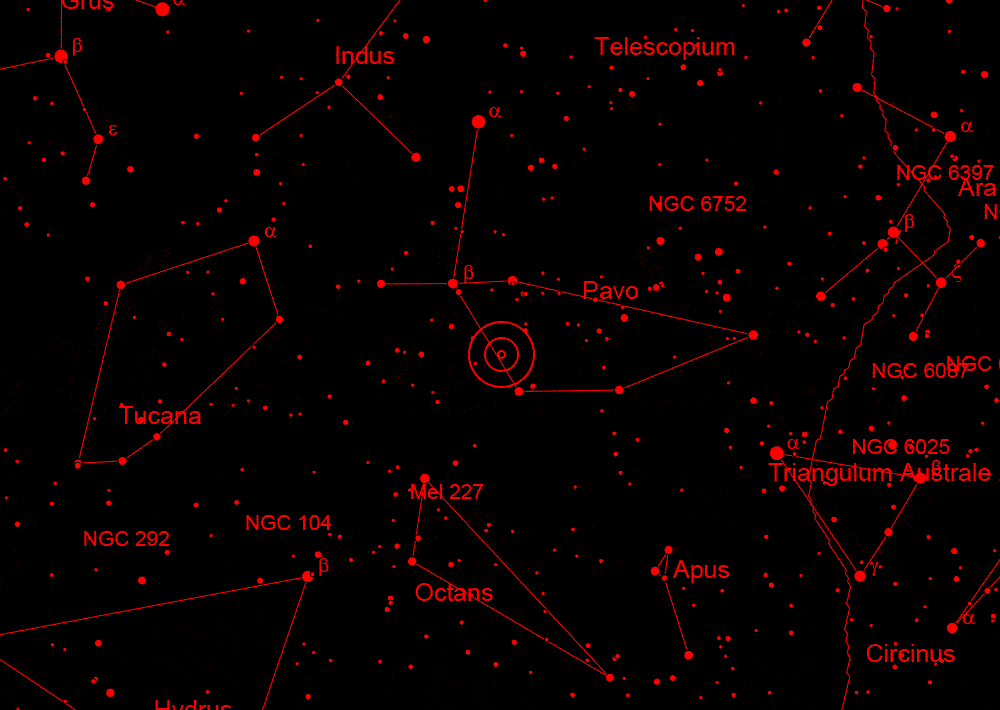 Grus
α
β
Indus
Telescopium
α
ε
α
NGC 6397
Ara
NGC 6752
N
β
α
β
ζ
Pavo
NGC 6087
NGC
Tucana
α
NGC 6025
β
Triangulum Australe
Mel 227
NGC 104
NGC 292
β
Octans
Apus
γ
α
Circinus
Hydrus